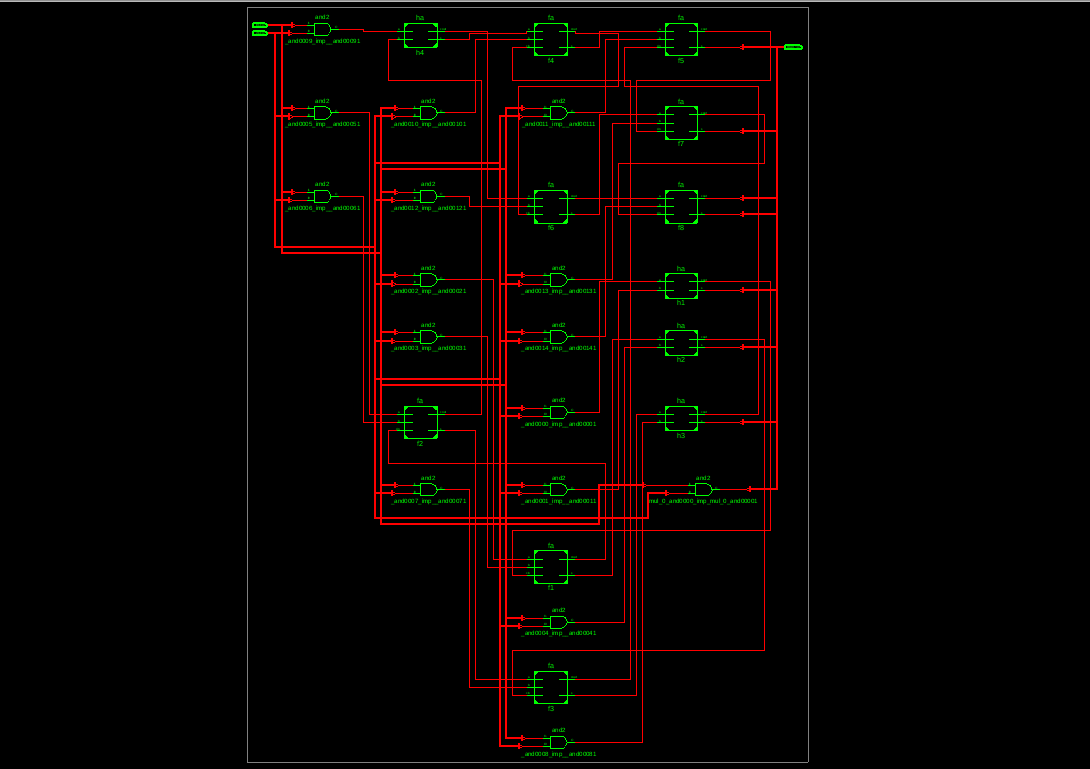 and2
ha
fa
fa
_and0009_imp__and00091
h4
f4
f5
and2
and2
and2
fa
_and0005_imp__and00051
_and0010_imp__and00101
_and0011_imp__and00111
f7
and2
and2
fa
fa
_and0006_imp__and00061
_and0012_imp__and00121
f6
f8
and2
and2
ha
_and0002_imp__and00021
_and0013_imp__and00131
h1
and2
and2
ha
_and0003_imp__and00031
_and0014_imp__and00141
h2
fa
and2
ha
_and0000_imp__and00001
f2
h3
and2
and2
and2
_and0007_imp__and00071
_and0001_imp__and00011
mul_0_and0000_imp_mul_0_and00001
fa
f1
and2
_and0004_imp__and00041
fa
f3
and2
_and0008_imp__and00081